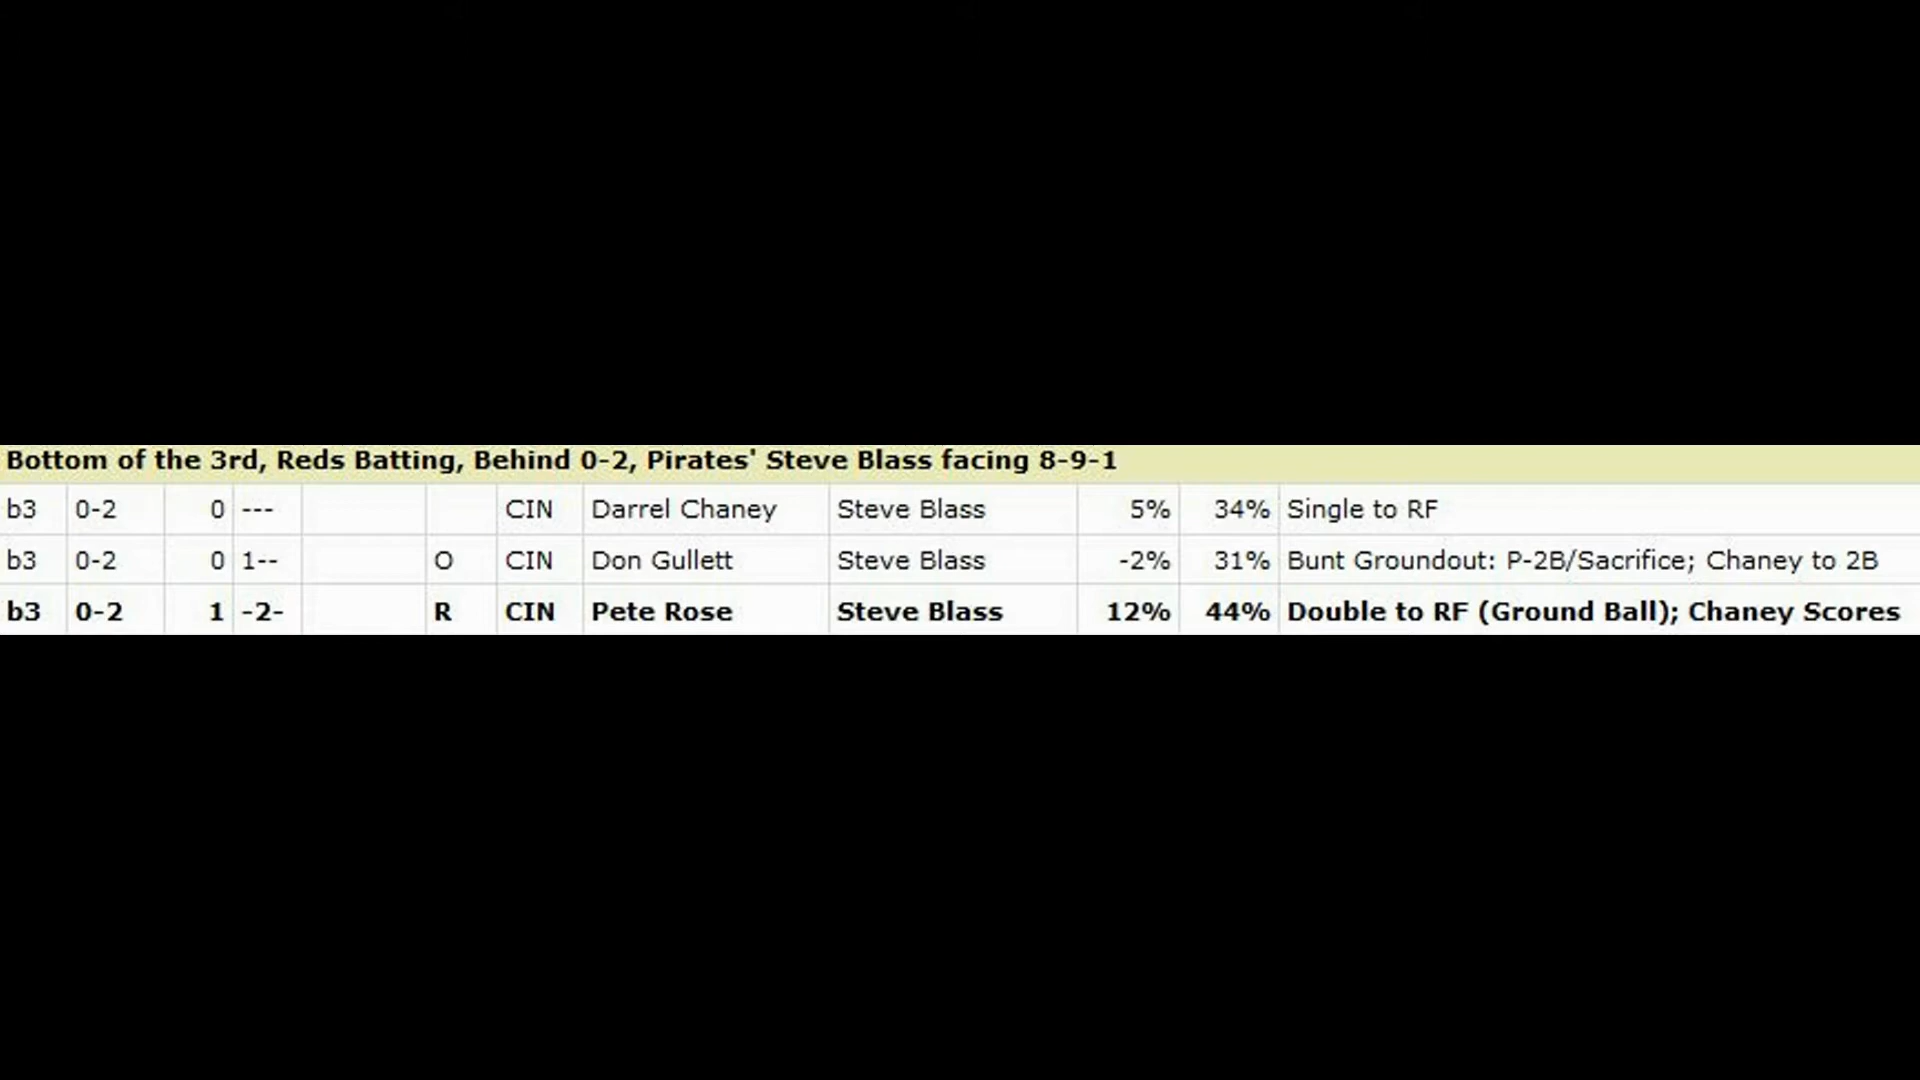 Bottom of the 3rd, Reds Batting, Behind 0-2, Pirates' Steve Blass facing 8-9-1
b3 0-2 0 --- CIN Darrel Chaney Steve Blass 5% 34% Single to RF
b3 0-2 0 1-- O CIN Don Gullett Steve Blass -2% 31% Bunt Groundout: P-2B/Sacrifice; Chaney to 2B
b3 0-2 1 -2- R CIN Pete Rose Steve Blass 12% 44% Double to RF (Ground Ball); Chaney Scores